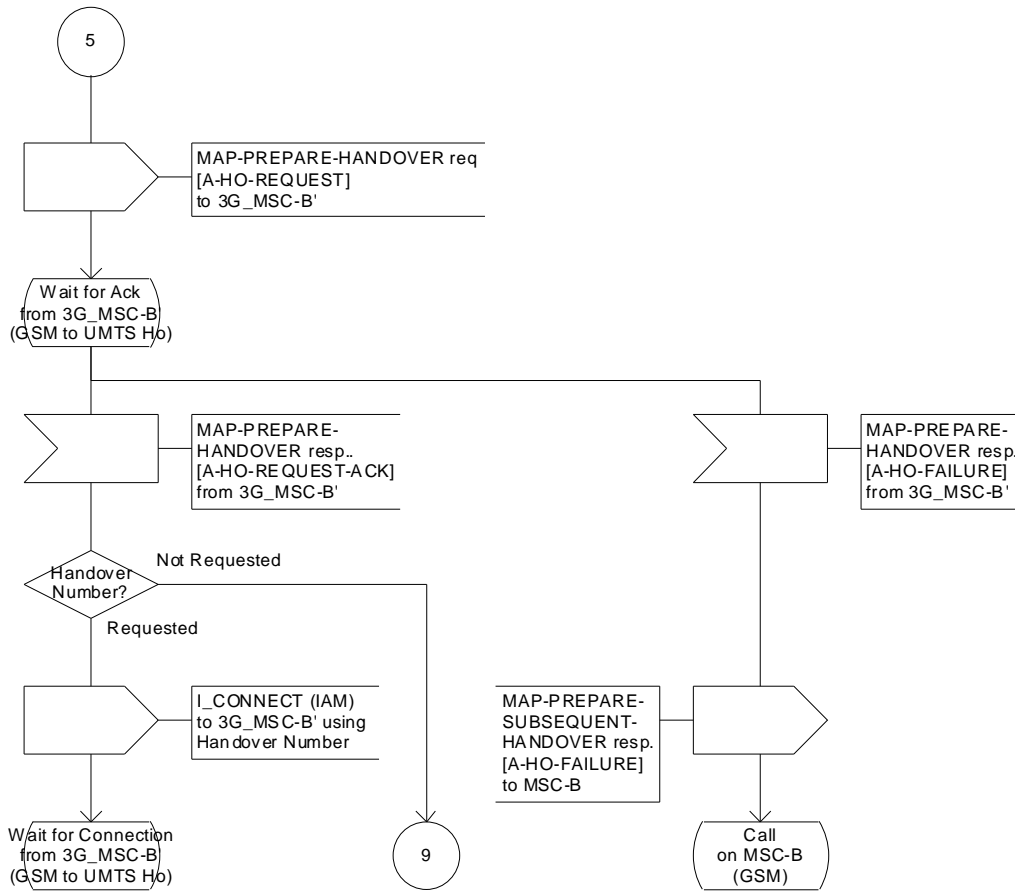 5
MAP-PREPARE-HANDOVER req
[A-HO-REQUEST]
to 3G_MSC-B'
Wait for Ack
from 3G_MSC-B'
(GSM to UMTS Ho)
MAP-PREPARE-
HANDOVER resp..
[A-HO-REQUEST-ACK]
from 3G_MSC-B'
MAP-PREPARE-
HANDOVER resp.
[A-HO-FAILURE]
from 3G_MSC-B'
Handover
Number?
Not Requested
Requested
I_CONNECT (IAM)
to 3G_MSC-B' using
Handover Number
MAP-PREPARE-
SUBSEQUENT-
HANDOVER resp.
[A-HO-FAILURE]
to MSC-B
Wait for Connection
from 3G_MSC-B'
(GSM to UMTS Ho)
9
Call
on MSC-B
(GSM)